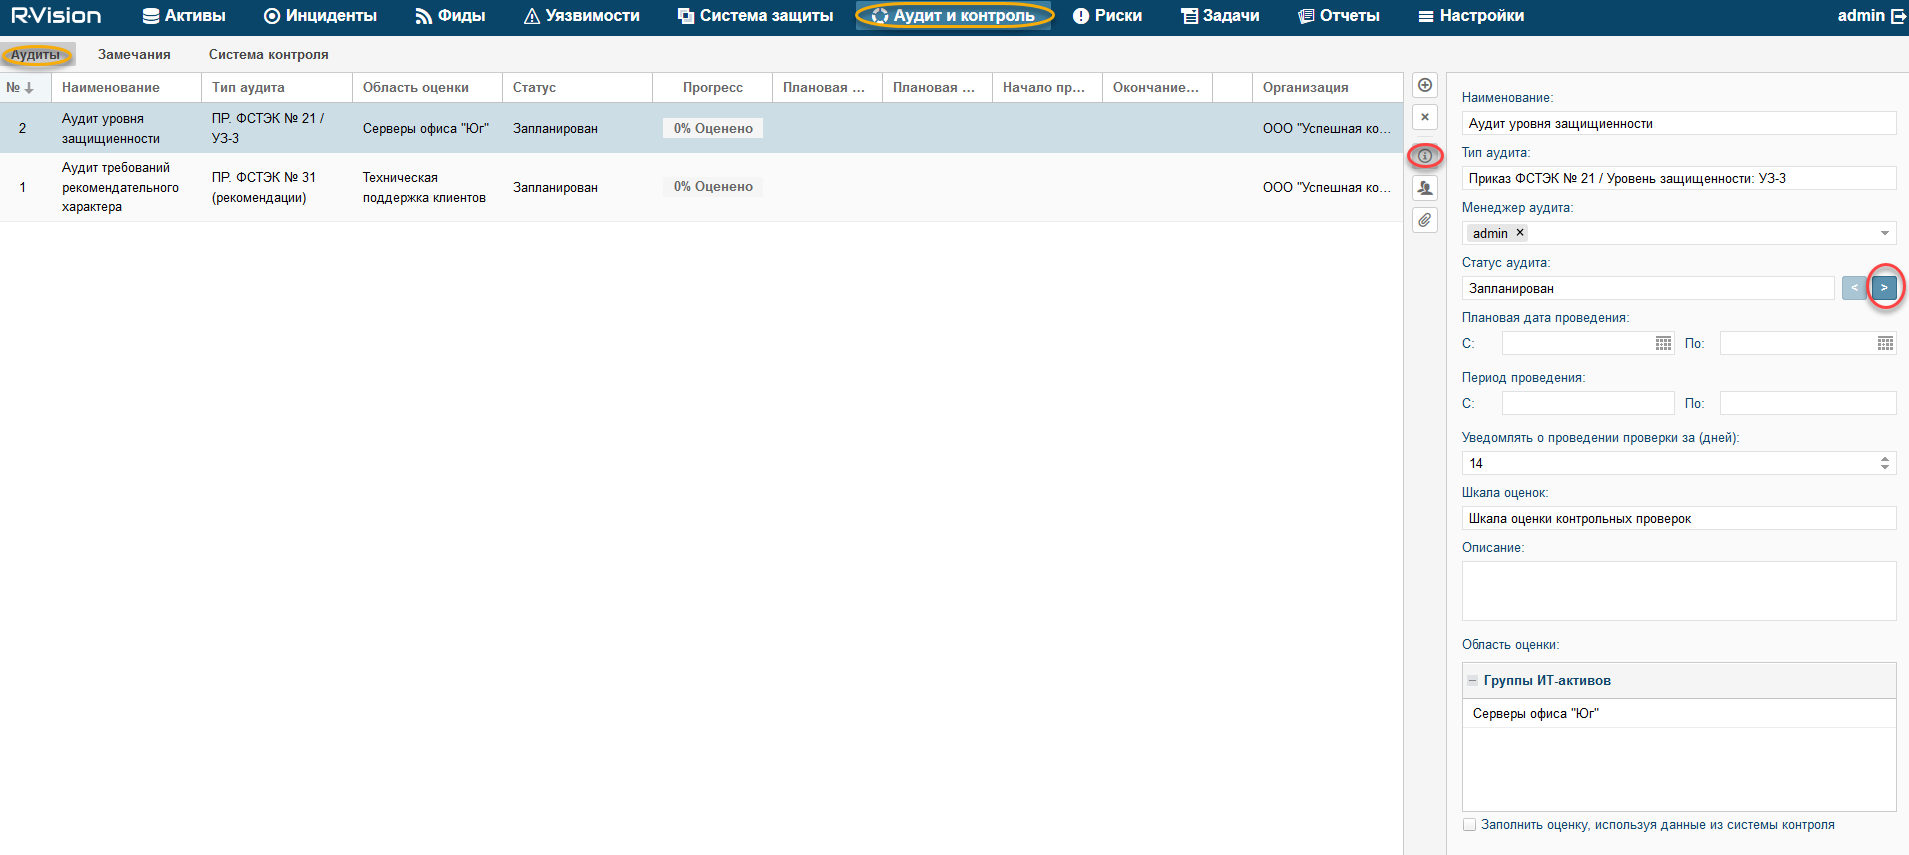 R-Vision Активы Инциденты Фиды Уязвимости Система защиты Аудит и контроль Риски Задачи Отчеты Настройки admin
Аудиты Замечания Система контроля
№ Наименование Тип аудита Область оценки Статус Прогресс Плановая ... Плановая ... Начало пр... Окончание... Организация
2 Аудит уровня защищиенности ПР. ФСТЭК № 21 / УЗ-3 Серверы офиса "Юг" Запланирован 0% Оценено ООО "Успешная ко...
1 Аудит требований рекомендательного характера ПР. ФСТЭК № 31 (рекомендации) Техническая поддержка клиентов Запланирован 0% Оценено ООО "Успешная ко...
Наименование:
Аудит уровня защищиенности
Тип аудита:
Приказ ФСТЭК № 21 / Уровень защищенности: УЗ-3
Менеджер аудита:
admin ×
Статус аудита:
Запланирован < >
Плановая дата проведения:
С: По:
Период проведения:
С: По:
Уведомлять о проведении проверки за (дней):
14
Шкала оценок:
Шкала оценки контрольных проверок
Описание:
Область оценки:
Группы ИТ-активов
Серверы офиса "Юг"
Заполнить оценку, используя данные из системы контроля